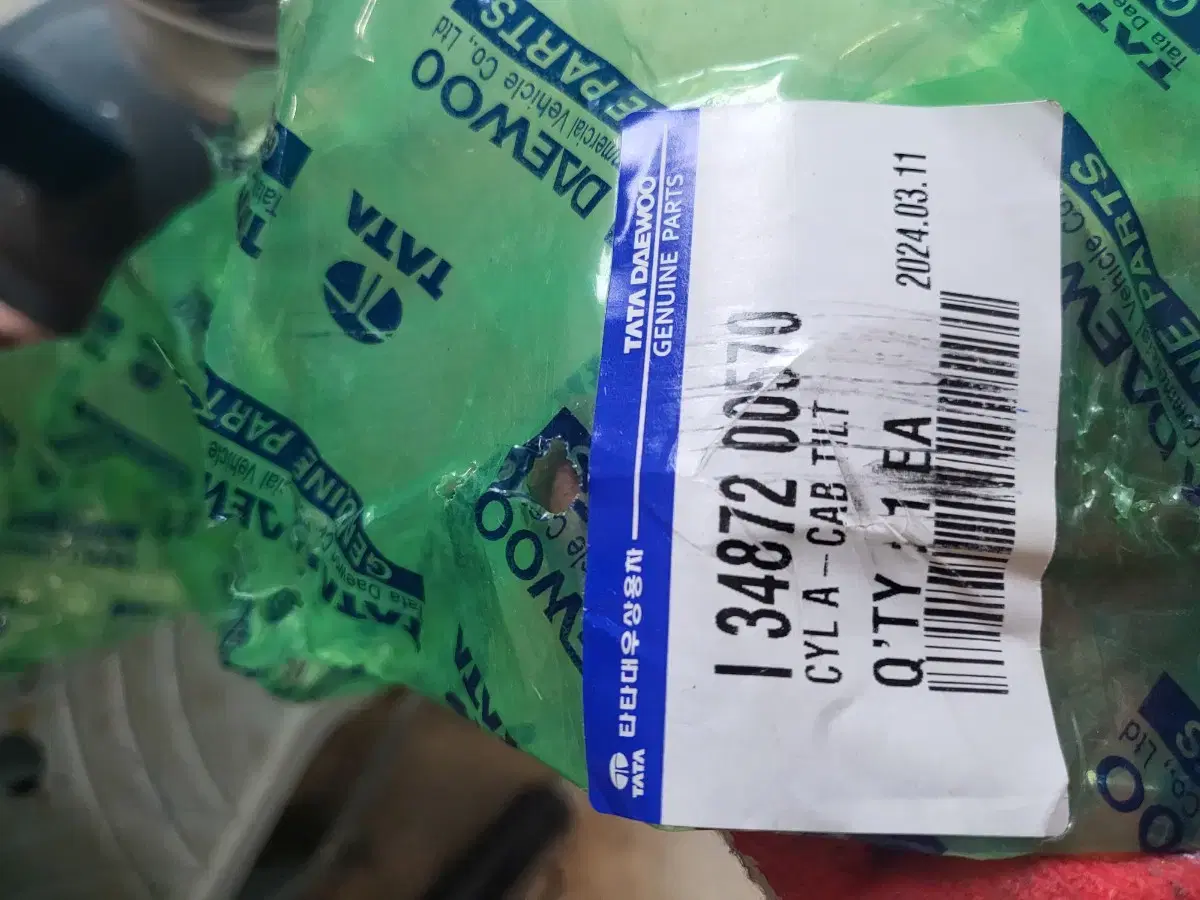 TATA 타타대우상용차
TATA DAEWOO
GENUINE PARTS
2024.03.11
I 34872 00570
CYL A-CAB TILT
Q'TY : 1 EA
TATA
DAEWOO
Commercial Vehicle Co., Ltd
GENUINE PARTS
TATA
Tata Daewoo